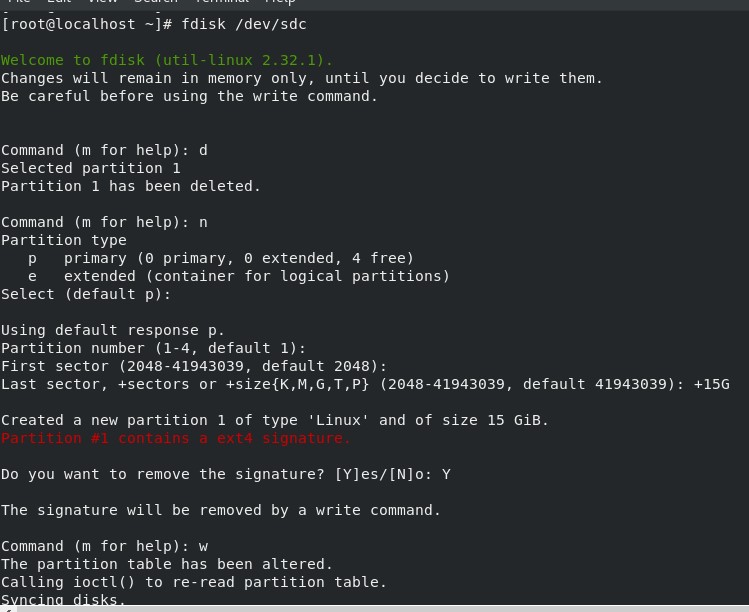 File Edit View Search Terminal Help
[root@localhost ~]# fdisk /dev/sdc
Welcome to fdisk (util-linux 2.32.1).
Changes will remain in memory only, until you decide to write them.
Be careful before using the write command.
Command (m for help): d
Selected partition 1
Partition 1 has been deleted.
Command (m for help): n
Partition type
p primary (0 primary, 0 extended, 4 free)
e extended (container for logical partitions)
Select (default p):
Using default response p.
Partition number (1-4, default 1):
First sector (2048-41943039, default 2048):
Last sector, +sectors or +size{K,M,G,T,P} (2048-41943039, default 41943039): +15G
Created a new partition 1 of type 'Linux' and of size 15 GiB.
Partition #1 contains a ext4 signature.
Do you want to remove the signature? [Y]es/[N]o: Y
The signature will be removed by a write command.
Command (m for help): w
The partition table has been altered.
Calling ioctl() to re-read partition table.
Syncing disks.